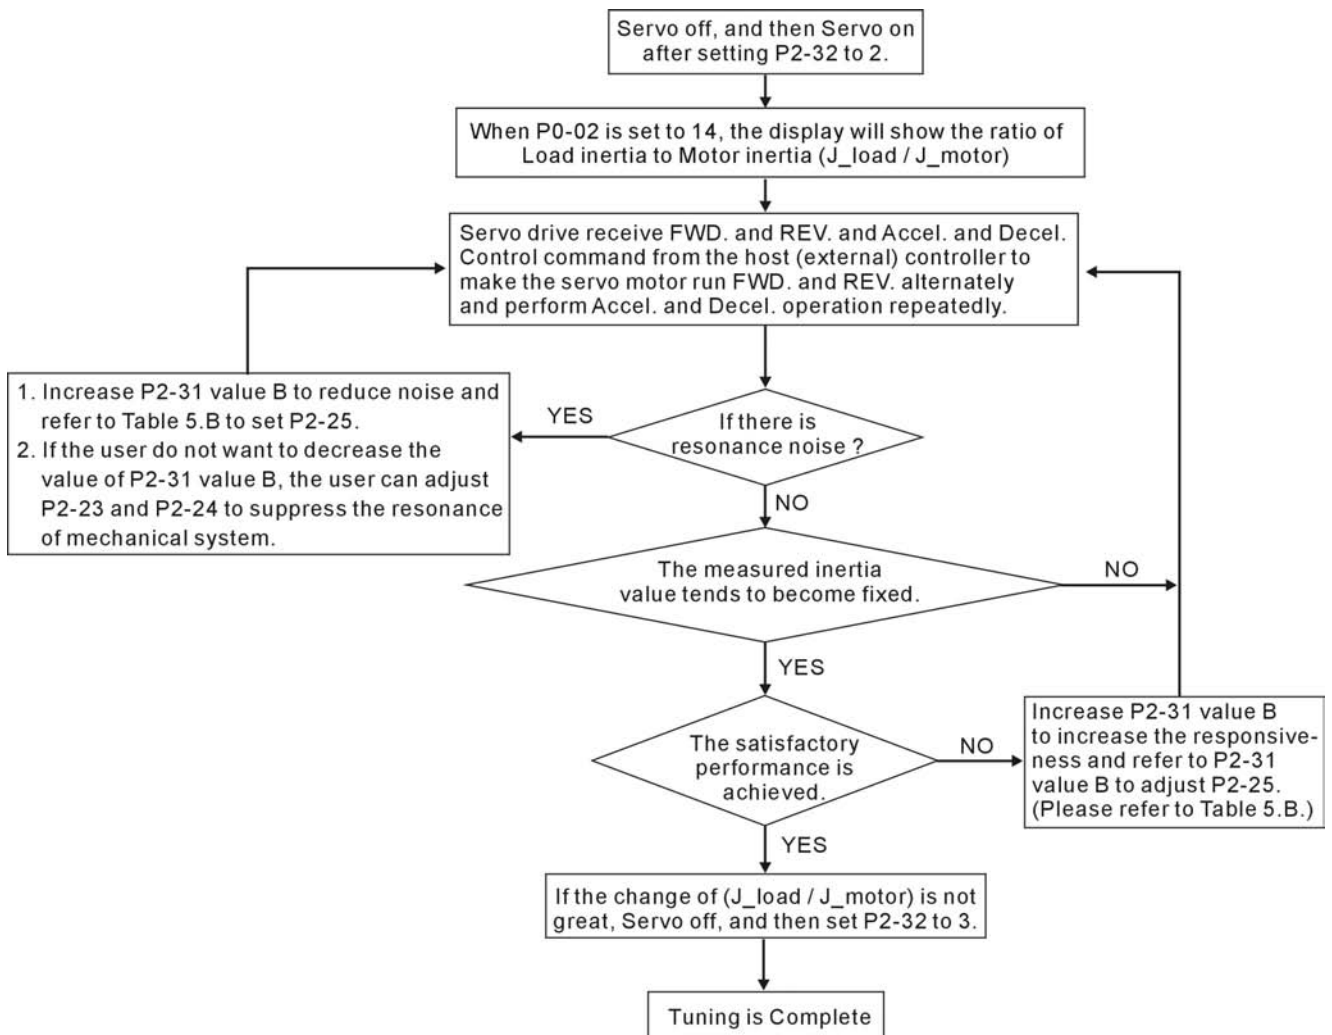 Servo off, and then Servo on
after setting P2-32 to 2.
When P0-02 is set to 14, the display will show the ratio of
Load inertia to Motor inertia (J_load / J_motor)
Servo drive receive FWD. and REV. and Accel. and Decel.
Control command from the host (external) controller to
make the servo motor run FWD. and REV. alternately
and perform Accel. and Decel. operation repeatedly.
1. Increase P2-31 value B to reduce noise and
refer to Table 5.B to set P2-25.
2. If the user do not want to decrease the
value of P2-31 value B, the user can adjust
P2-23 and P2-24 to suppress the resonance
of mechanical system.
YES
If there is
resonance noise ?
NO
The measured inertia
value tends to become fixed.
NO
YES
The satisfactory
performance is
achieved.
NO
Increase P2-31 value B
to increase the responsive-
ness and refer to P2-31
value B to adjust P2-25.
(Please refer to Table 5.B.)
YES
If the change of (J_load / J_motor) is not
great, Servo off, and then set P2-32 to 3.
Tuning is Complete